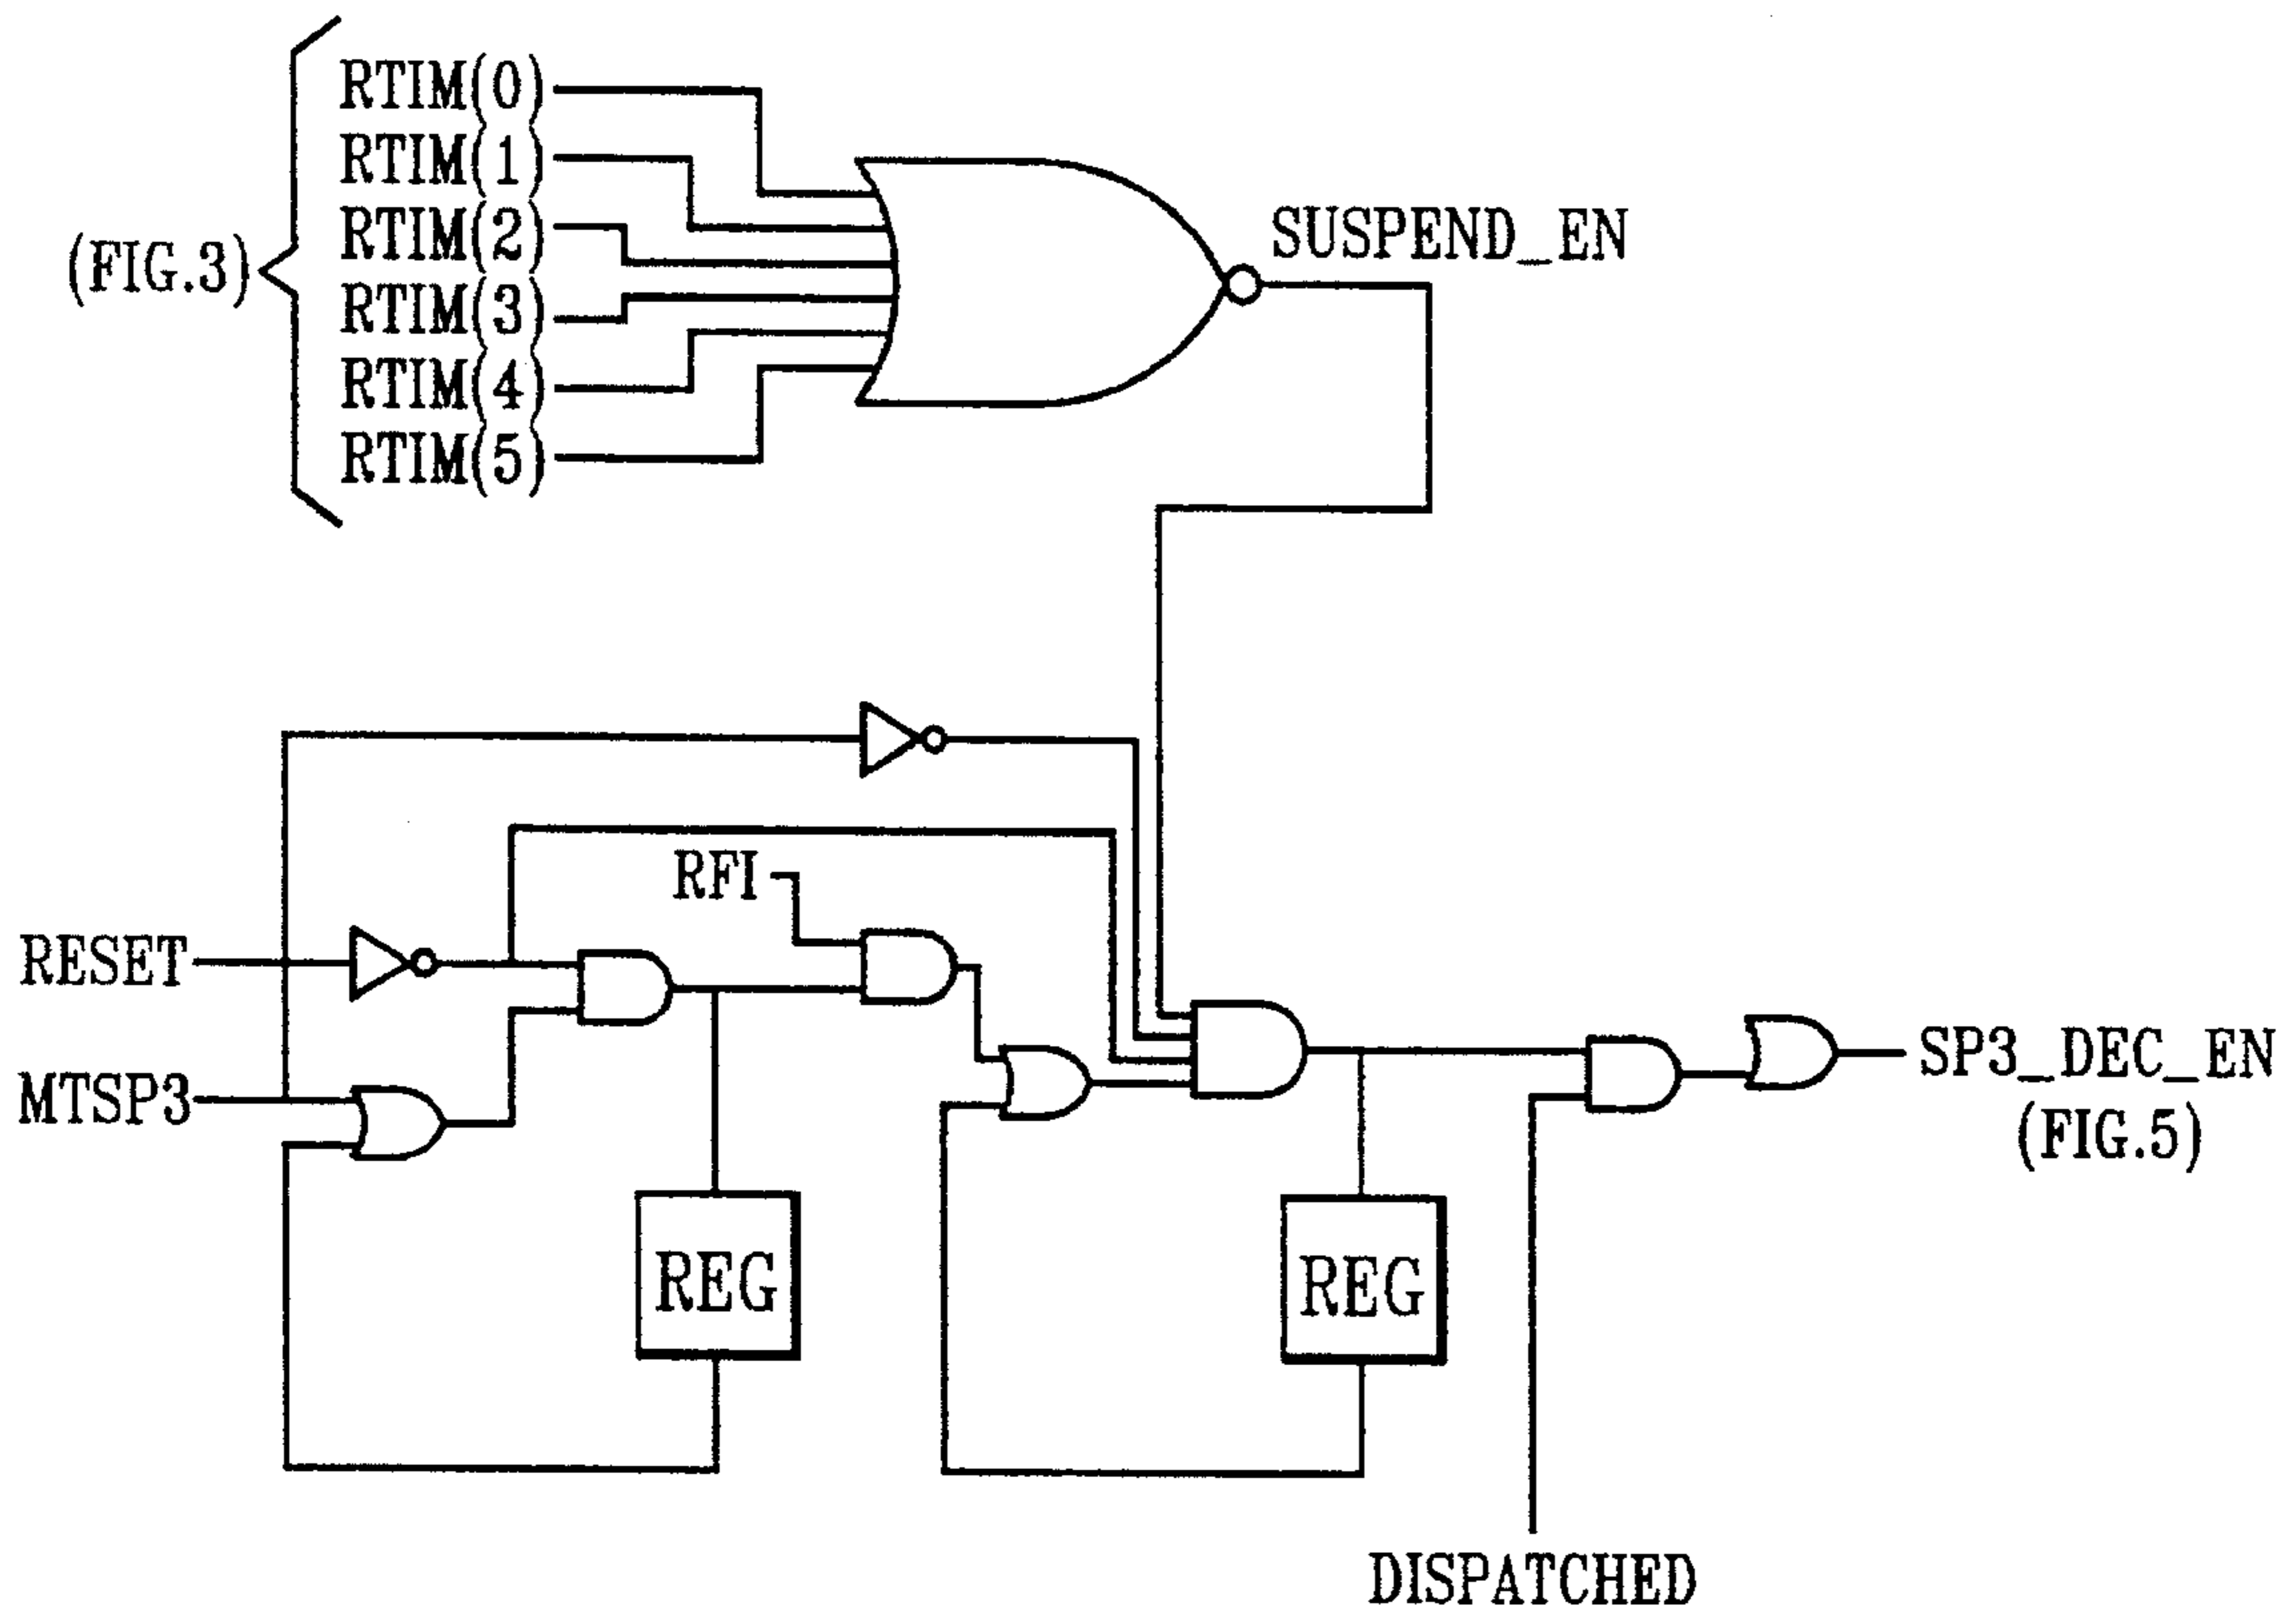 RTIM(0)
RTIM(1)
RTIM(2)
(FIG.3)
RTIM(3)
RTIM(4)
RTIM(5)
SUSPEND_EN
RFI
RESET
MTSP3
SP3_DEC_EN
(FIG.5)
REG
REG
DISPATCHED